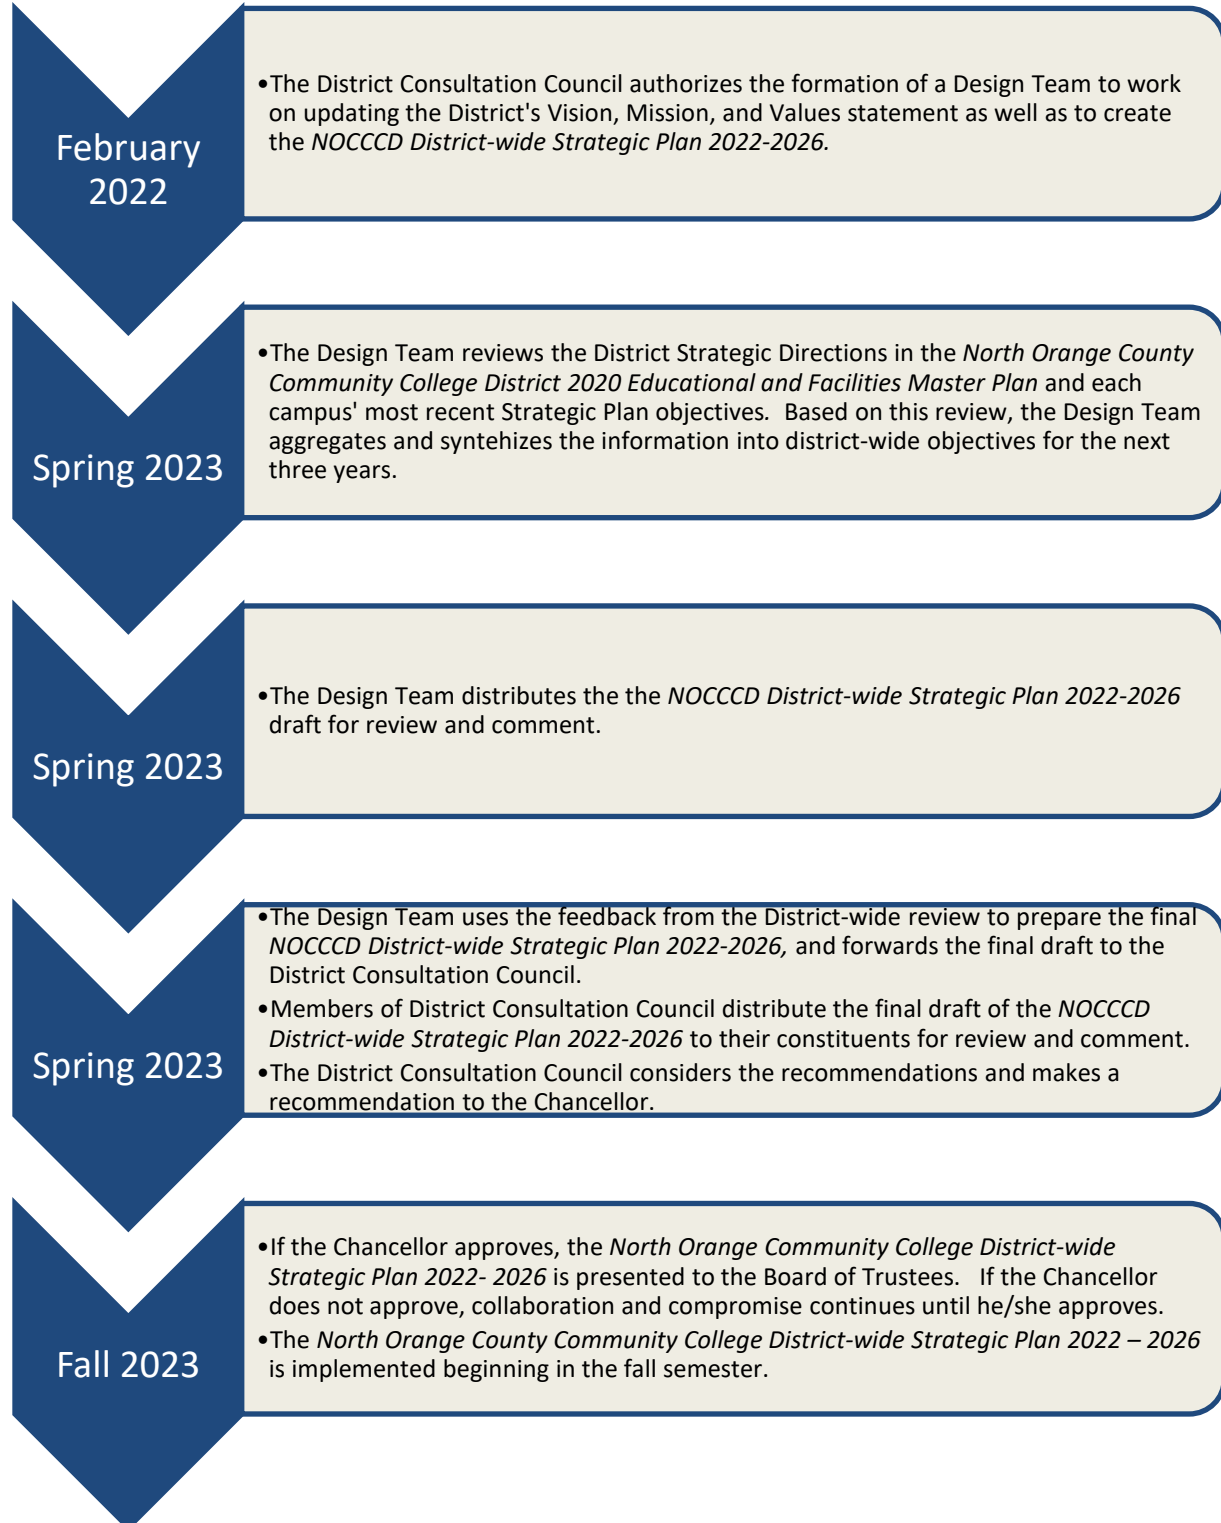 February
2022
•The District Consultation Council authorizes the formation of a Design Team to work
on updating the District's Vision, Mission, and Values statement as well as to create
the NOCCCD District-wide Strategic Plan 2022-2026.
Spring 2023
•The Design Team reviews the District Strategic Directions in the North Orange County
Community College District 2020 Educational and Facilities Master Plan and each
campus' most recent Strategic Plan objectives.  Based on this review, the Design Team
aggregates and syntehizes the information into district-wide objectives for the next
three years.
Spring 2023
•The Design Team distributes the the NOCCCD District-wide Strategic Plan 2022-2026
draft for review and comment.
Spring 2023
•The Design Team uses the feedback from the District-wide review to prepare the final
NOCCCD District-wide Strategic Plan 2022-2026, and forwards the final draft to the
District Consultation Council.
•Members of District Consultation Council distribute the final draft of the NOCCCD
District-wide Strategic Plan 2022-2026 to their constituents for review and comment.
•The District Consultation Council considers the recommendations and makes a
recommendation to the Chancellor.
Fall 2023
•If the Chancellor approves, the North Orange Community College District-wide
Strategic Plan 2022- 2026 is presented to the Board of Trustees.   If the Chancellor
does not approve, collaboration and compromise continues until he/she approves.
•The North Orange County Community College District-wide Strategic Plan 2022 – 2026
is implemented beginning in the fall semester.